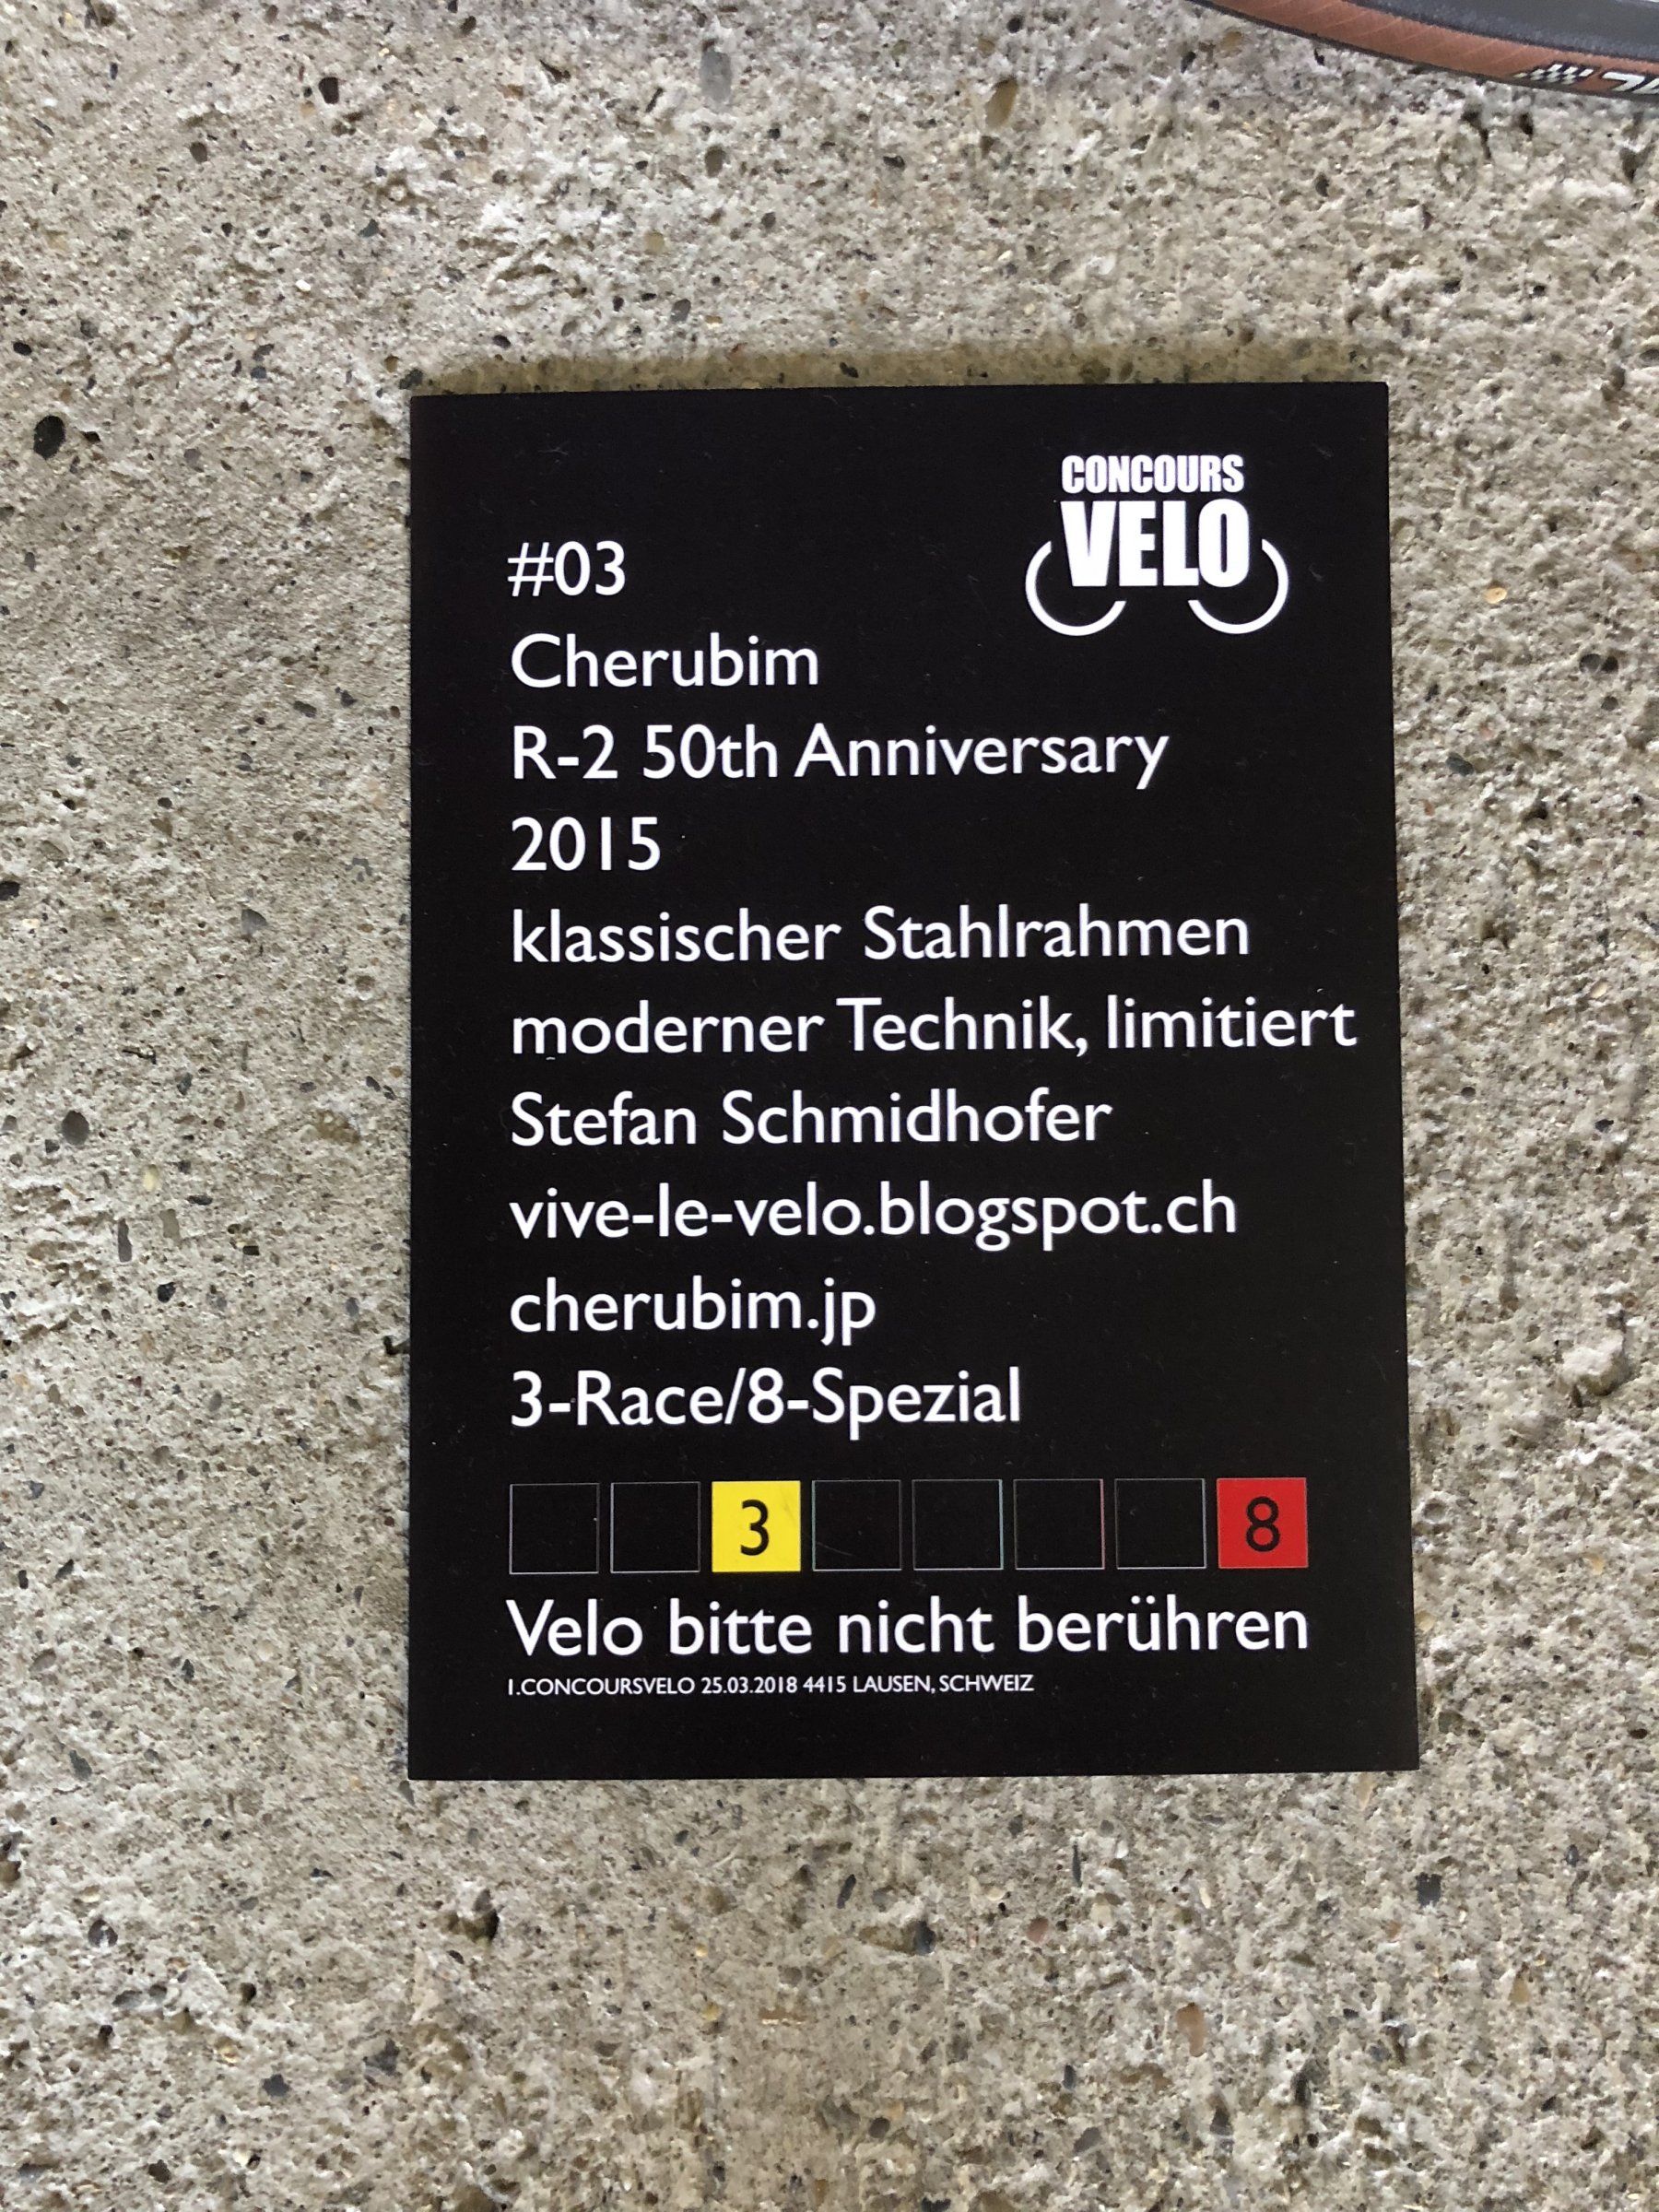 CONCOURS
VELO
#03
Cherubim
R-2 50th Anniversary
2015
klassischer Stahlrahmen
moderner Technik, limitiert
Stefan Schmidhofer
vive-le-velo.blogspot.ch
cherubim.jp
3-Race/8-Spezial
3 8
Velo bitte nicht berühren
1.CONCOURSVELO 25.03.2018 4415 LAUSEN, SCHWEIZ